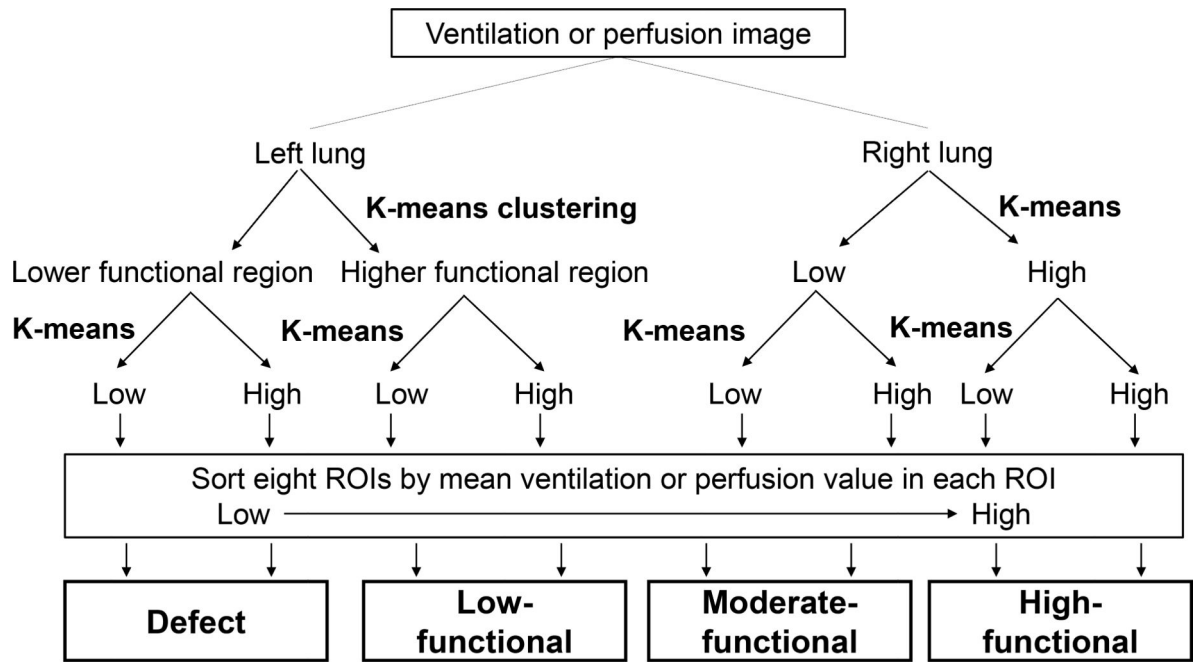 Ventilation or perfusion image
Left lung
Right lung
K-means clustering
K-means
Lower functional region
Higher functional region
Low
High
K-means
K-means
K-means
K-means
Low
High
Low
High
Low
High
Low
High
Sort eight ROIs by mean ventilation or perfusion value in each ROI
Low
High
Defect
Low-
functional
Moderate-
functional
High-
functional